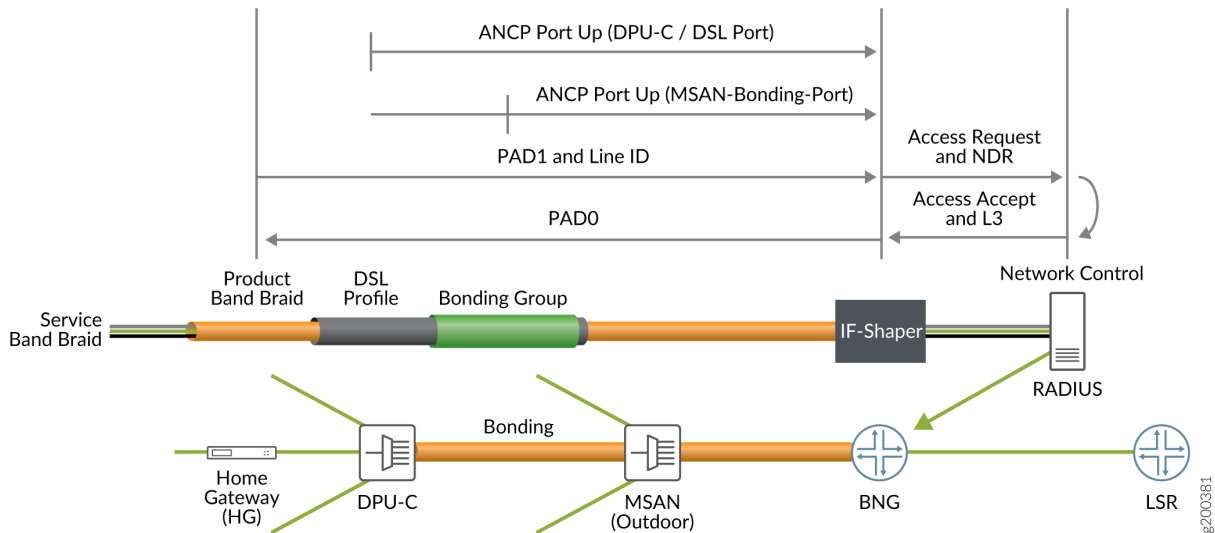 ANCP Port Up (DPU-C / DSL Port)
ANCP Port Up (MSAN-Bonding-Port)
PAD1 and Line ID
Access Request
and NDR
PAD0
Access Accept
and L3
Network Control
Product
Band Braid
DSL
Profile
Bonding Group
Service
Band Braid
IF-Shaper
RADIUS
Bonding
Home
Gateway
(HG)
DPU-C
MSAN
(Outdoor)
BNG
LSR
g200381